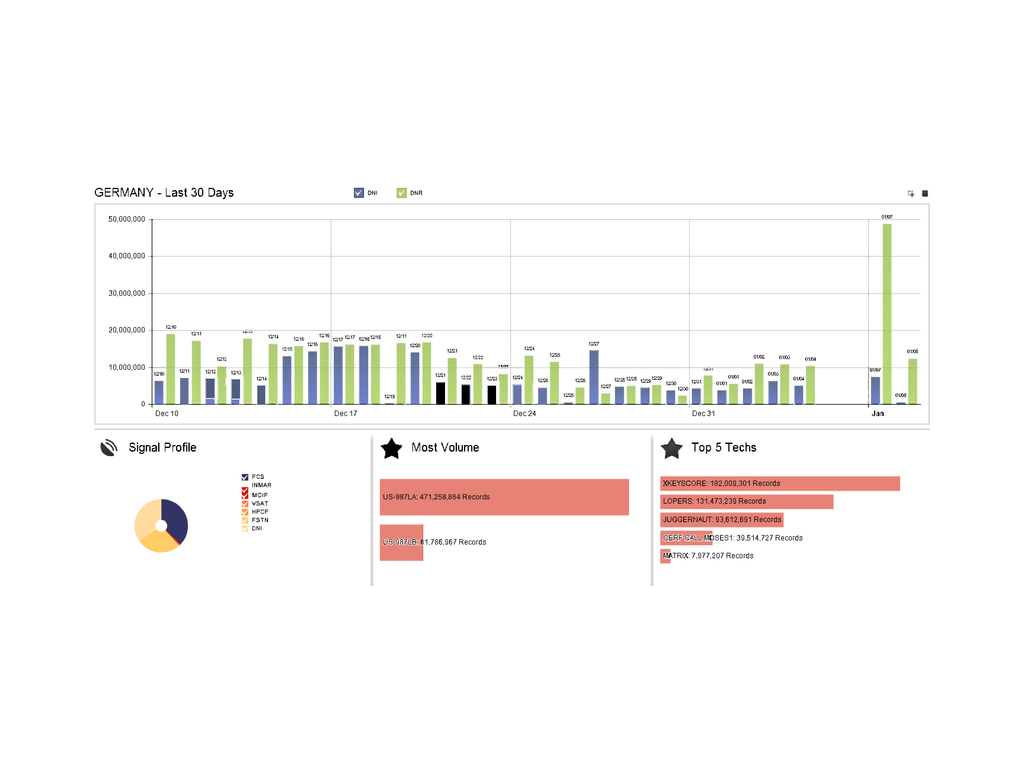 GERMANY - Last 30 Days
DNI
DNR
50,000,000
40,000,000
30,000,000
20,000,000
10,000,000
0
12/10 12/10 12/11 12/11 12/12 12/12 12/13 12/13 12/14 12/14 12/15 12/15 12/16 12/16 12/17 12/17 12/18 12/18 12/19 12/19 12/20 12/20 12/21 12/21 12/22 12/22 12/23 12/23 12/24 12/24 12/25 12/25 12/26 12/26 12/27 12/27 12/28 12/28 12/29 12/29 12/30 12/30 12/31 12/31 01/01 01/01 01/02 01/02 01/03 01/03 01/04 01/04 01/07 01/07 01/08 01/08
Dec 10
Dec 17
Dec 24
Dec 31
Jan
Signal Profile
FCS
INMAR
MOIF
VSAT
HPCF
FSTN
DNI
Most Volume
US-987LA: 471,258,864 Records
US-987LB: 81,786,967 Records
Top 5 Techs
XKEYSCORE: 182,009,301 Records
LOPERS: 131,473,239 Records
JUGGERNAUT: 93,612,691 Records
CERF CALL MOSES1: 39,514,727 Records
MATRIX: 7,977,207 Records